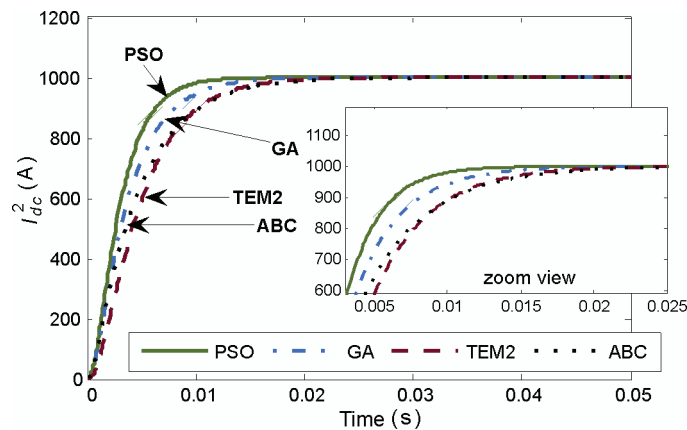 1200
1000
800
600
400
200
0
I²dc (A)
PSO
GA
TEM2
ABC
1100
1000
900
800
700
600
0.005
0.01
0.015
0.02
0.025
zoom view
PSO GA TEM2 ABC
0 0.01 0.02 0.03 0.04 0.05
Time (s)